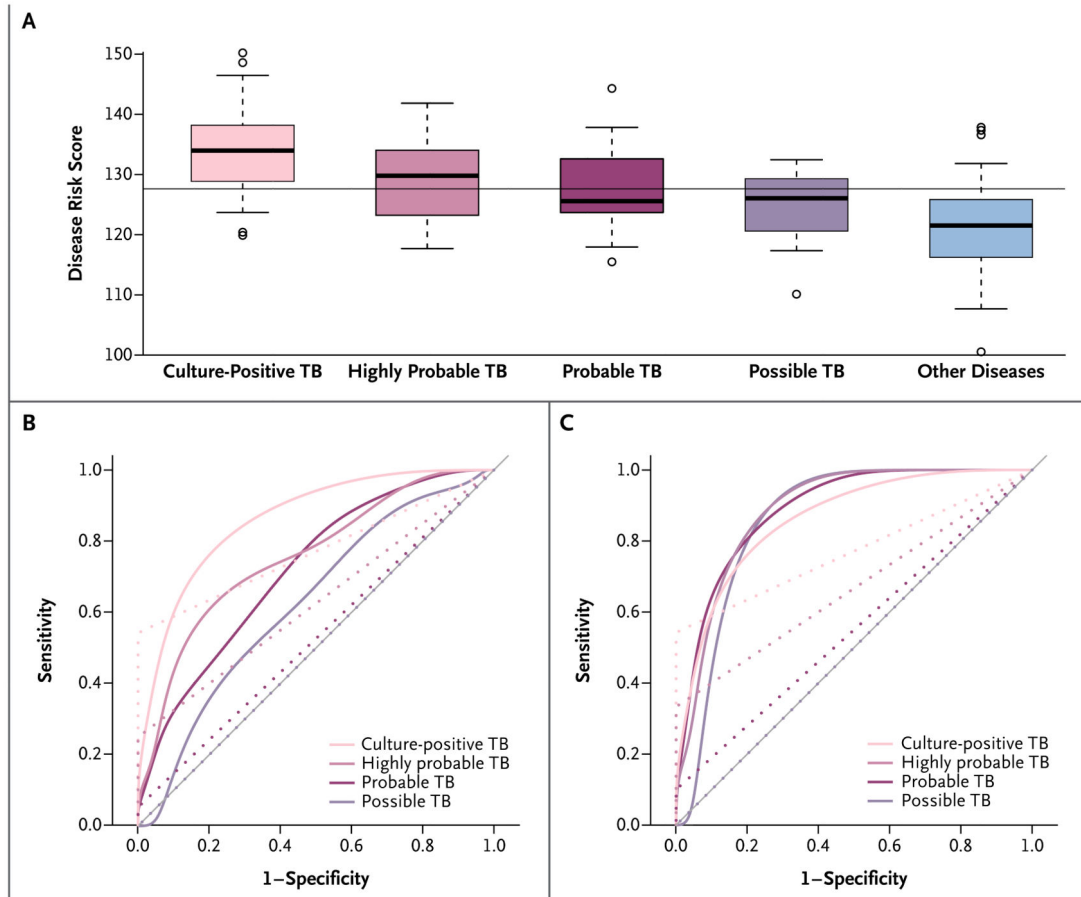 A
Disease Risk Score
150
140
130
120
110
100
Culture-Positive TB
Highly Probable TB
Probable TB
Possible TB
Other Diseases
B
Sensitivity
1.0
0.8
0.6
0.4
0.2
0.0
Culture-positive TB
Highly probable TB
Probable TB
Possible TB
0.0
0.2
0.4
0.6
0.8
1.0
1–Specificity
C
Sensitivity
1.0
0.8
0.6
0.4
0.2
0.0
Culture-positive TB
Highly probable TB
Probable TB
Possible TB
0.0
0.2
0.4
0.6
0.8
1.0
1–Specificity